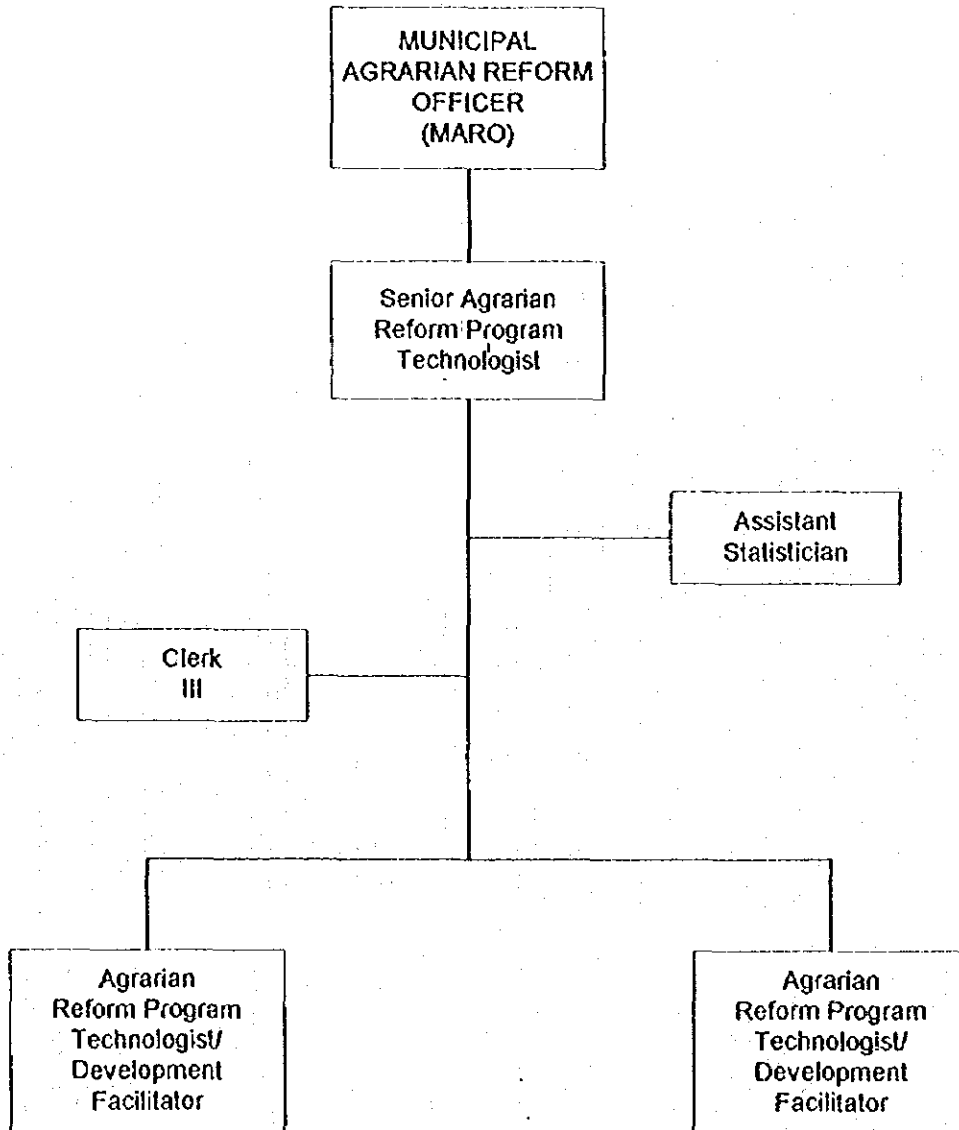 MUNICIPAL
AGRARIAN REFORM
OFFICER
(MARO)
Senior Agrarian
Reform Program
Technologist
Assistant
Statistician
Clerk
III
Agrarian
Reform Program
Technologist/
Development
Facilitator
Agrarian
Reform Program
Technologist/
Development
Facilitator